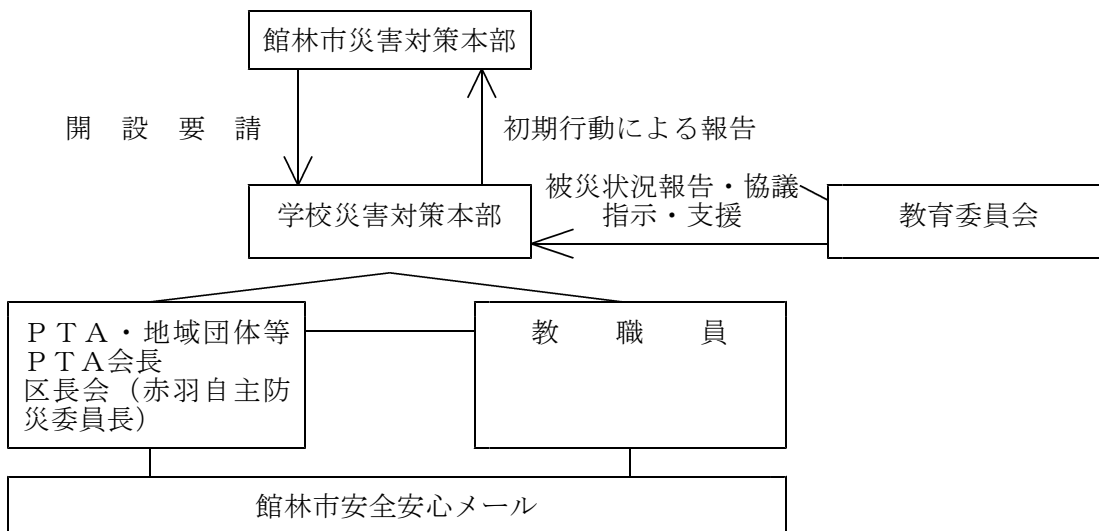 館林市災害対策本部
開設要請
初期行動による報告
被災状況報告・協議
指示・支援
学校災害対策本部
教育委員会
PTA・地域団体等
PTA会長
区長会（赤羽自主防
災委員長）
教職員
館林市安全安心メール